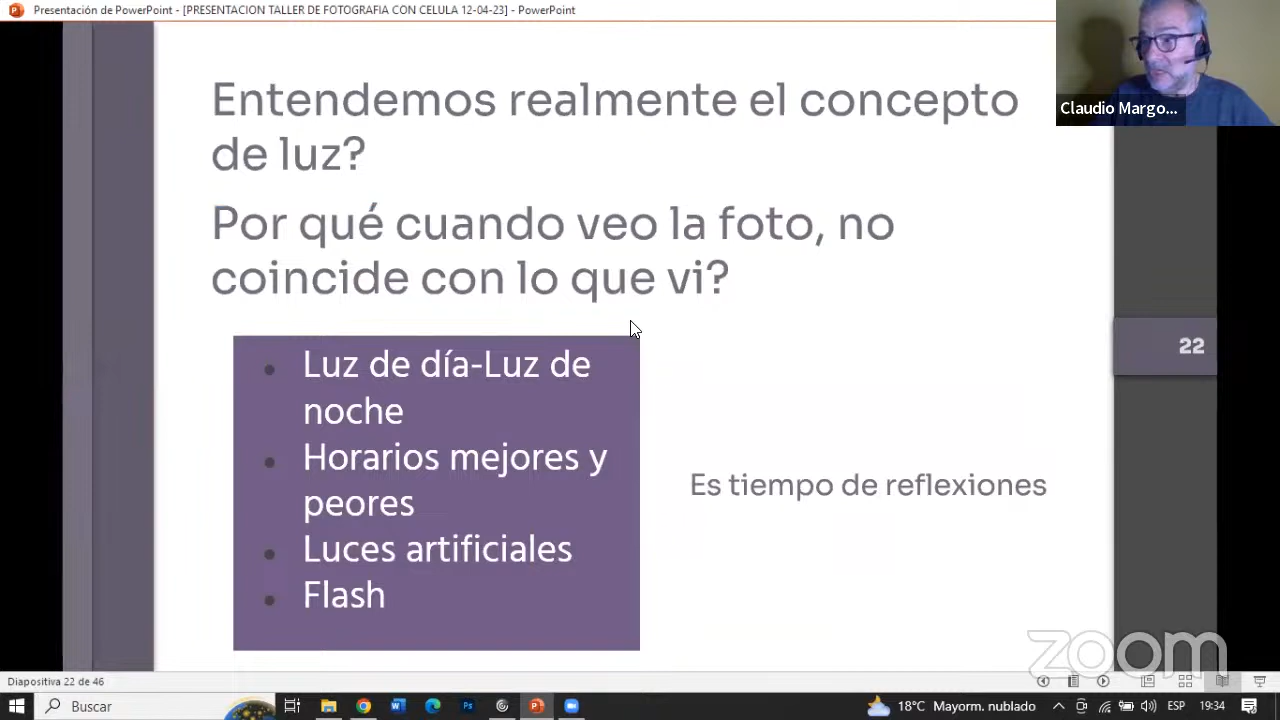 Presentación de PowerPoint - [PRESENTACION TALLER DE FOTOGRAFIA CON CELULA 12-04-23] - PowerPoint
Entendemos realmente el concepto
de luz?
Por qué cuando veo la foto, no
coincide con lo que vi?
Claudio Margo...
Luz de día-Luz de
noche
Horarios mejores y
peores
Luces artificiales
Flash
22
Es tiempo de reflexiones
zoom
Diapositiva 22 de 46
Buscar
18°C Mayorm. nublado
ESP
19:34